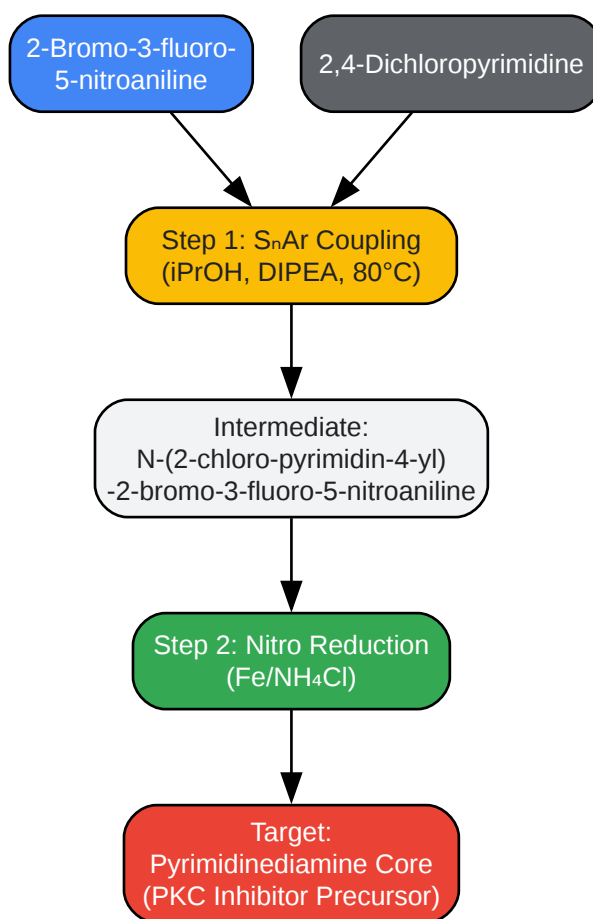 2-Bromo-3-fluoro-
5-nitroaniline
2,4-Dichloropyrimidine
Step 1: SₙAr Coupling
(iPrOH, DIPEA, 80°C)
Intermediate:
N-(2-chloro-pyrimidin-4-yl)
-2-bromo-3-fluoro-5-nitroaniline
Step 2: Nitro Reduction
(Fe/NH₄Cl)
Target:
Pyrimidinediamine Core
(PKC Inhibitor Precursor)